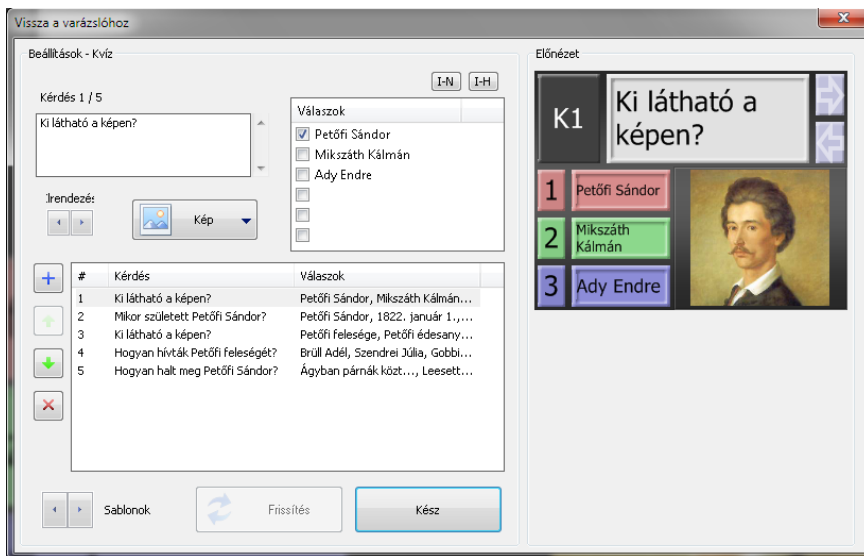 Vissza a varázslóhoz
Beállítások - Kvíz
Kérdés 1 / 5
Ki látható a képen?
I-N
I-H
Válaszok
Petőfi Sándor
Mikszáth Kálmán
Ady Endre
Kép
# Kérdés Válaszok
1 Ki látható a képen? Petőfi Sándor, Mikszáth Kálmán...
2 Mikor született Petőfi Sándor? Petőfi Sándor, 1822. január 1.,...
3 Ki látható a képen? Petőfi felesége, Petőfi édesany...
4 Hogyan hívták Petőfi feleségét? Brüll Adél, Szendrei Júlia, Gobbi...
5 Hogyan halt meg Petőfi Sándor? Ágyban párnák közt..., Leesett...
Sablonok
Frissítés
Kész
Előnézet
K1
Ki látható a
képen?
1 Petőfi Sándor
2 Mikszáth
Kálmán
3 Ady Endre